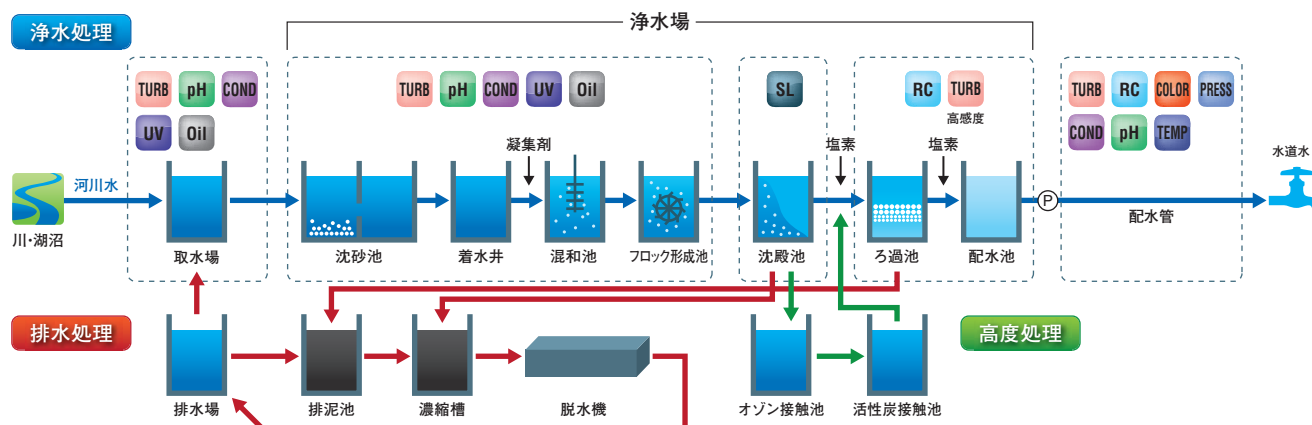 浄水処理
浄水場
TURB pH COND
UV Oil
TURB pH COND UV Oil
SL
RC TURB
高感度
TURB RC COLOR PRESS
COND pH TEMP
凝集剤
塩素
塩素
水道水
河川水
P
配水管
川・湖沼
取水場
沈砂池
着水井
混和池
フロック形成池
沈殿池
ろ過池
配水池
排水処理
高度処理
排水場
排泥池
濃縮槽
脱水機
オゾン接触池
活性炭接触池